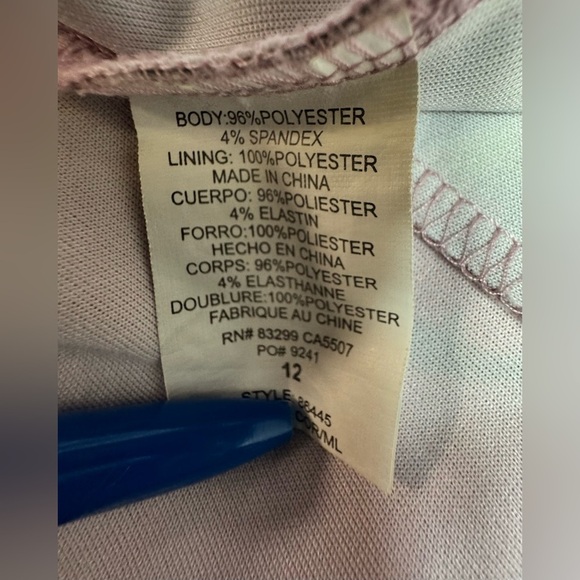 BODY:96%POLYESTER
4% SPANDEX
LINING: 100%POLYESTER
MADE IN CHINA
CUERPO: 96%POLIESTER
4% ELASTIN
FORRO:100%POLIESTER
HECHO EN CHINA
CORPS: 96%POLYESTER
4% ELASTHANNE
DOUBLURE:100%POLYESTER
FABRIQUE AU CHINE
RN# 83299 CA5507
PO# 9241
12
STYLE: